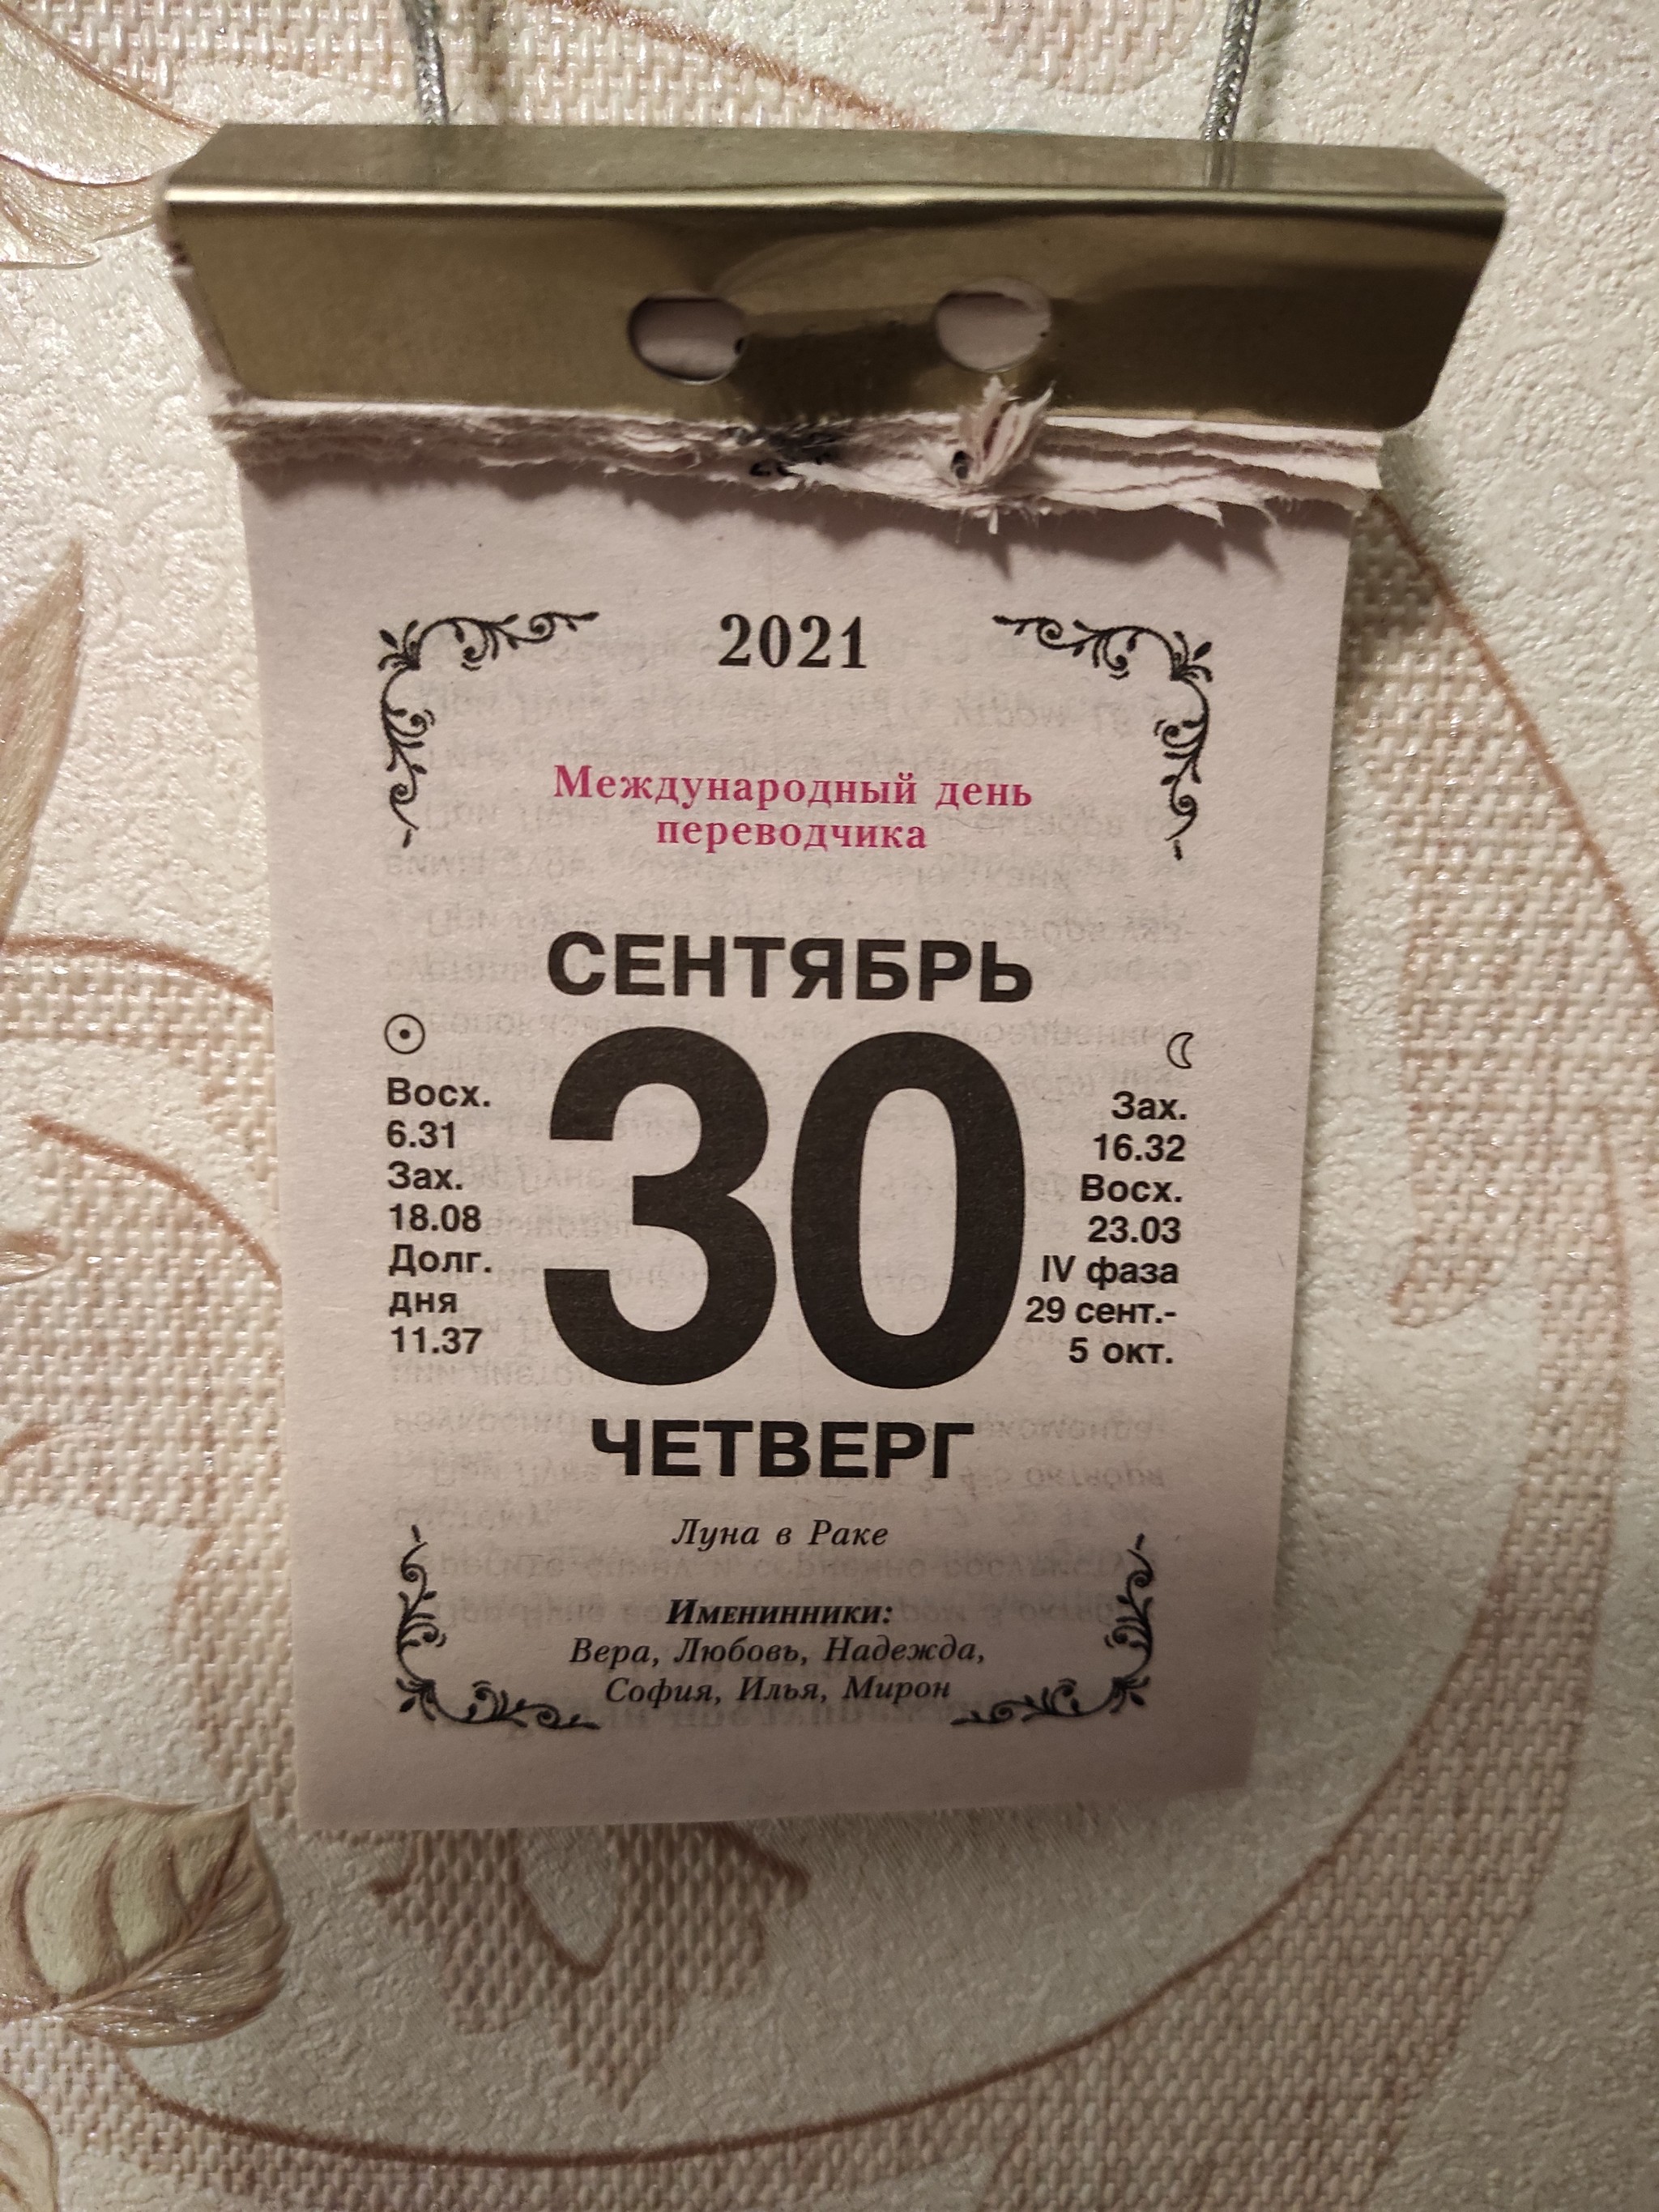 2021
Международный день
переводчика
СЕНТЯБРЬ
Восх.
6.31
Зах.
18.08
Долг.
дня
11.37
30
Зах.
16.32
Восх.
23.03
IV фаза
29 сент.-
5 окт.
ЧЕТВЕРГ
Луна в Раке
Именинники:
Вера, Любовь, Надежда,
София, Илья, Мирон